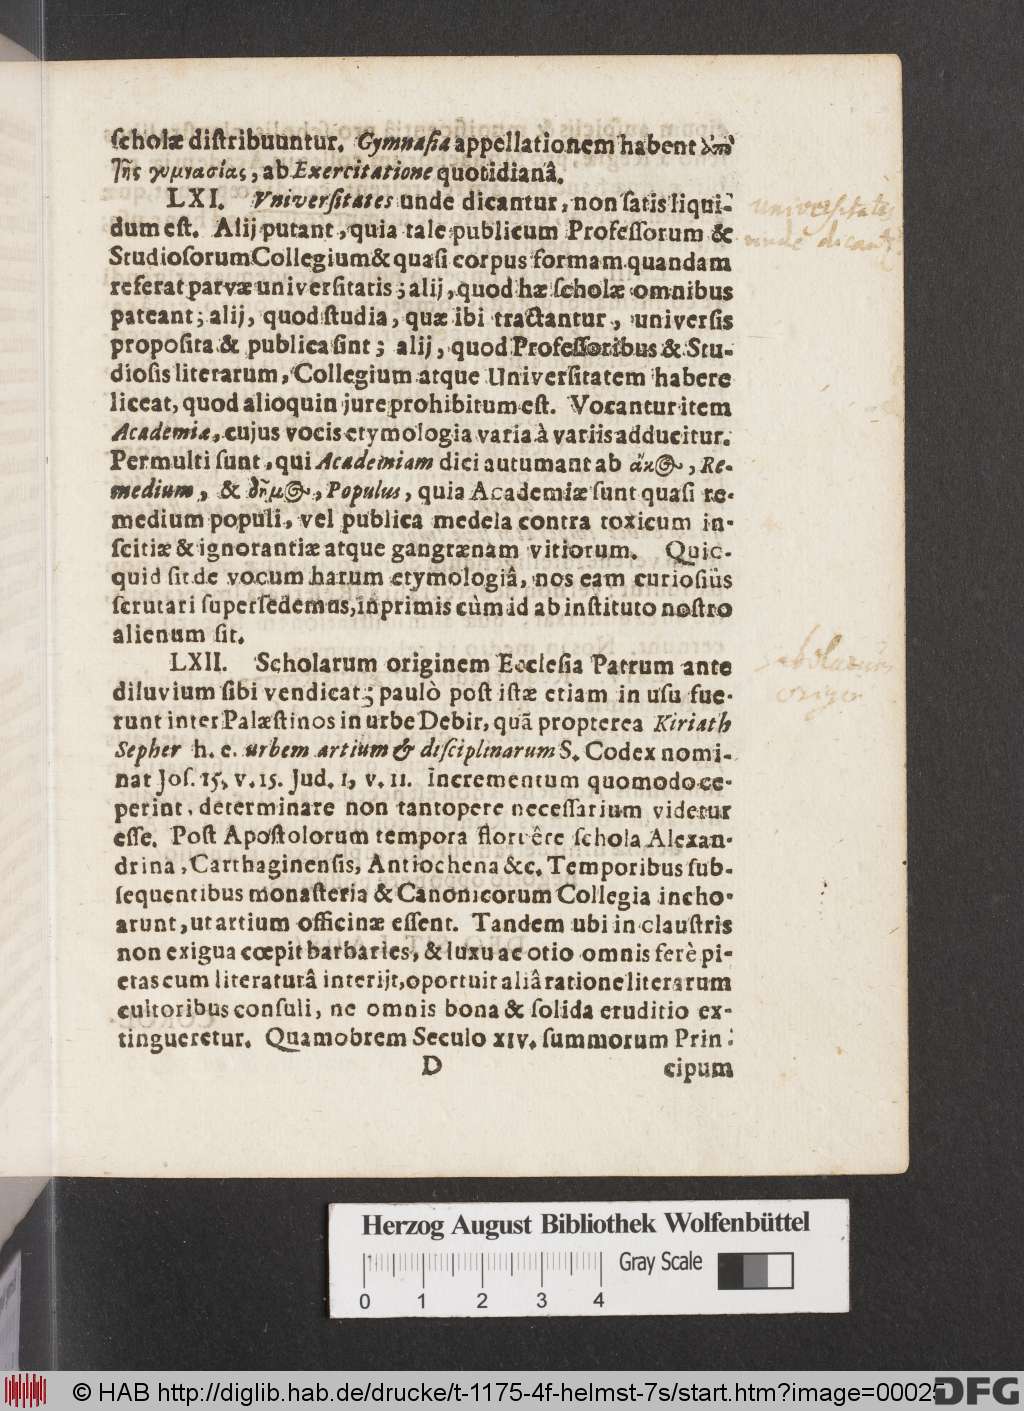 ſcholæ diſtribuuntur. Gymnaſia appellationem habent ἀπὸ
τῆς γυμνασίας, ab Exercitatione quotidianâ.
LXI. Vniverſitates unde dicantur, non ſatis liqui-
dum eſt. Alij putant, quia tale publicum Profeſſorum &
Studioſorum Collegium & quaſi corpus formam quandam
referat parvæ univerſitatis; alij, quod hæ ſcholæ omnibus
pateant; alij, quod ſtudia, quæ ibi tractantur, univerſis
propoſita & publica ſint; alij, quod Profeſſoribus & Stu-
dioſis literarum, Collegium atque Univerſitatem habere
liceat, quod alioquin jure prohibitum eſt. Vocantur item
Academiæ, cujus vocis etymologia varia à variis adducitur.
Permulti ſunt, qui Academiam dici autumant ab ἄκος, Re-
medium, & δῆμος, Populus, quia Academiæ ſunt quaſi re-
medium populi, vel publica medela contra toxicum in-
ſcitiæ & ignorantiæ atque gangrænam vitiorum. Quic-
quid ſit de vocum harum etymologiâ, nos eam curioſiùs
ſcrutari ſuperſedemus, inprimis cùm id ab inſtituto noſtro
alienum ſit.
LXII. Scholarum originem Eccleſia Patrum ante
diluvium ſibi vendicat; paulò poſt iſtæ etiam in uſu fue-
runt inter Palæſtinos in urbe Debir, quã propterea Kiriath
Sepher h. e. urbem artium & diſciplinarum S. Codex nomi-
nat Joſ. 15, v. 15. Jud. 1, v. 11. Incrementum quomodo ce-
perint, determinare non tantopere neceſſarium videtur
eſſe. Poſt Apoſtolorum tempora floruêre ſchola Alexan-
drina, Carthaginenſis, Antiochena &c. Temporibus ſub-
ſequentibus monaſteria & Canonicorum Collegia incho-
arunt, ut artium officinæ eſſent. Tandem ubi in clauſtris
non exigua cœpit barbaries, & luxu ac otio omnis ferè pi-
etas cum literaturâ interijt, oportuit aliâ ratione literarum
cultoribus conſuli, ne omnis bona & ſolida eruditio ex-
tingueretur. Quamobrem Seculo XIV. ſummorum Prin-
D cipum
universitates
unde dicant'
scholarum
origo
Herzog August Bibliothek Wolfenbüttel
Gray Scale
0 1 2 3 4
© HAB http://diglib.hab.de/drucke/t-1175-4f-helmst-7s/start.htm?image=00025
DFG